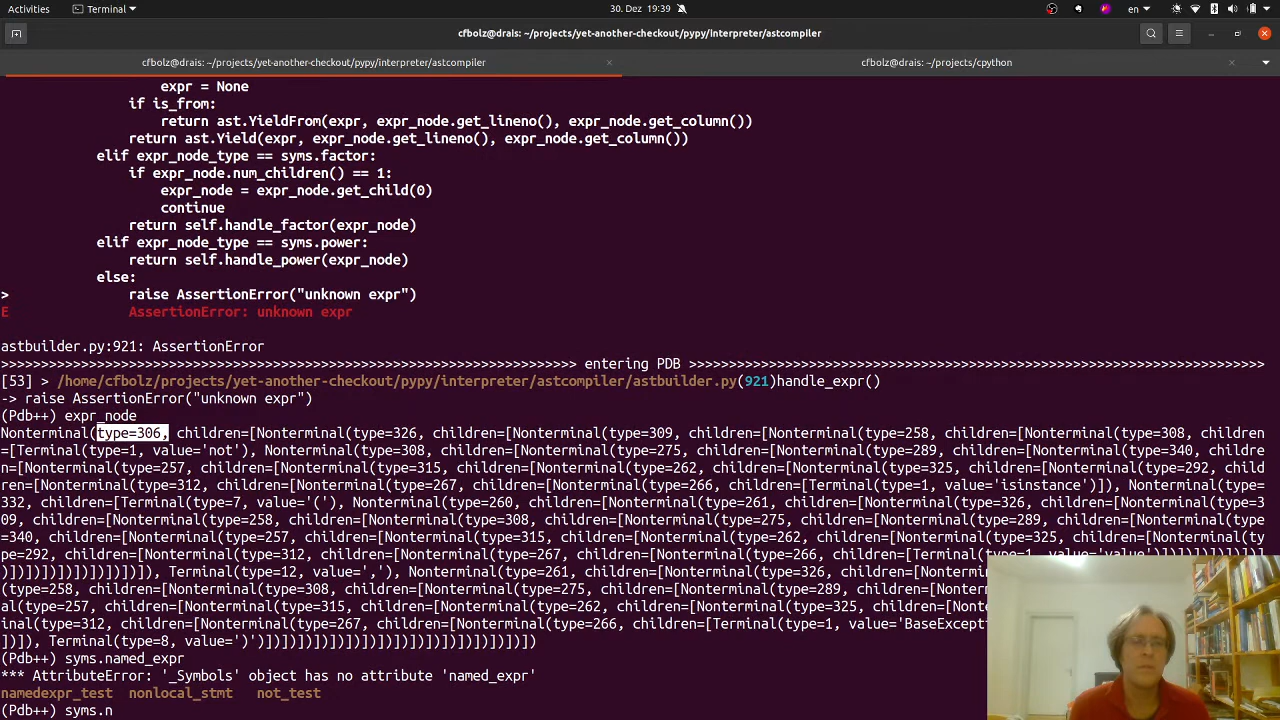 Activities
Terminal
30. Dez 19:39
en
cfbolz@drais: ~/projects/yet-another-checkout/pypy/interpreter/astcompiler
cfbolz@drais: ~/projects/yet-another-checkout/pypy/interpreter/astcompiler
cfbolz@drais: ~/projects/cpython
expr = None
if is_from:
return ast.YieldFrom(expr, expr_node.get_lineno(), expr_node.get_column())
return ast.Yield(expr, expr_node.get_lineno(), expr_node.get_column())
elif expr_node_type == syms.factor:
if expr_node.num_children() == 1:
expr_node = expr_node.get_child(0)
continue
return self.handle_factor(expr_node)
elif expr_node_type == syms.power:
return self.handle_power(expr_node)
else:
> raise AssertionError("unknown expr")
E AssertionError: unknown expr
astbuilder.py:921: AssertionError
>>>>>>>>>>>>>>>>>>>>>>>>>>>>>>>>>>>>>>>>>>>>>>>>>>>>>>>>>>>>>>>>>>>>>>>> entering PDB >>>>>>>>>>>>>>>>>>>>>>>>>>>>>>>>>>>>>>>>>>>>>>>>>>>>>>>>>>>>>>>>>>>>>>>>
[53] > /home/cfbolz/projects/yet-another-checkout/pypy/interpreter/astcompiler/astbuilder.py(921)handle_expr()
-> raise AssertionError("unknown expr")
(Pdb++) expr_node
Nonterminal(type=306, children=[Nonterminal(type=326, children=[Nonterminal(type=309, children=[Nonterminal(type=258, children=[Nonterminal(type=308, children
=[Terminal(type=1, value='not'), Nonterminal(type=308, children=[Nonterminal(type=275, children=[Nonterminal(type=289, children=[Nonterminal(type=340, childre
n=[Nonterminal(type=257, children=[Nonterminal(type=315, children=[Nonterminal(type=262, children=[Nonterminal(type=325, children=[Nonterminal(type=292, child
ren=[Nonterminal(type=312, children=[Nonterminal(type=267, children=[Nonterminal(type=266, children=[Terminal(type=1, value='isinstance')]), Nonterminal(type=
332, children=[Terminal(type=7, value='('), Nonterminal(type=260, children=[Nonterminal(type=261, children=[Nonterminal(type=326, children=[Nonterminal(type=3
09, children=[Nonterminal(type=258, children=[Nonterminal(type=308, children=[Nonterminal(type=275, children=[Nonterminal(type=289, children=[Nonterminal(type
=340, children=[Nonterminal(type=257, children=[Nonterminal(type=315, children=[Nonterminal(type=262, children=[Nonterminal(type=325, children=[Nonterminal(ty
pe=292, children=[Nonterminal(type=312, children=[Nonterminal(type=267, children=[Nonterminal(type=266, children=[Terminal(type=1, value='value')])])])])])])
)])])])])])])])]), Terminal(type=12, value=','), Nonterminal(type=261, children=[Nonterminal(type=326, children=[Nonterminal(
(type=258, children=[Nonterminal(type=308, children=[Nonterminal(type=275, children=[Nonterminal(type=289, children=[Nontermin
al(type=257, children=[Nonterminal(type=315, children=[Nonterminal(type=262, children=[Nonterminal(type=325, children=[Nonterm
inal(type=312, children=[Nonterminal(type=267, children=[Nonterminal(type=266, children=[Terminal(type=1, value='BaseExcept
))]), Terminal(type=8, value=')')])])])])])])])])])])])])])])])])
(Pdb++) syms.named_expr
*** AttributeError: '_Symbols' object has no attribute 'named_expr'
namedexpr_test nonlocal_stmt not_test
(Pdb++) syms.n